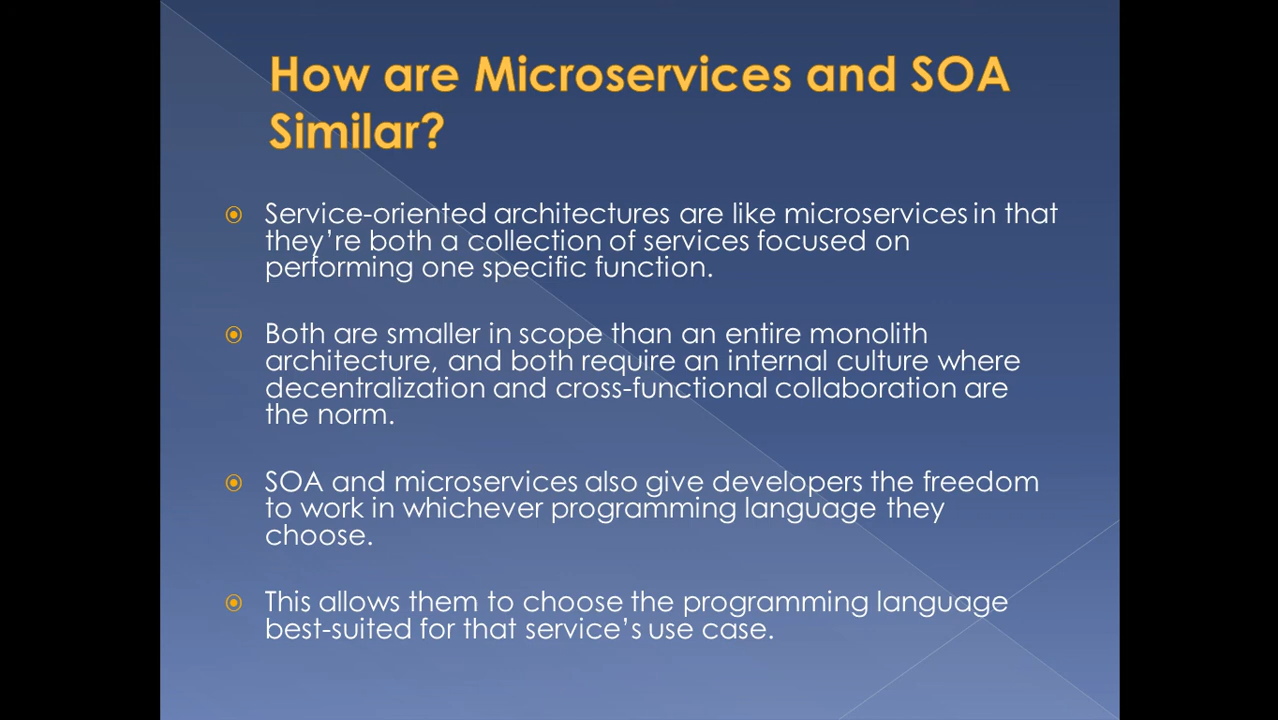 How are Microservices and SOA
Similar?
Service-oriented architectures are like microservices in that
they're both a collection of services focused on
performing one specific function.
Both are smaller in scope than an entire monolith
architecture, and both require an internal culture where
decentralization and cross-functional collaboration are
the norm.
SOA and microservices also give developers the freedom
to work in whichever programming language they
choose.
This allows them to choose the programming language
best-suited for that service's use case.